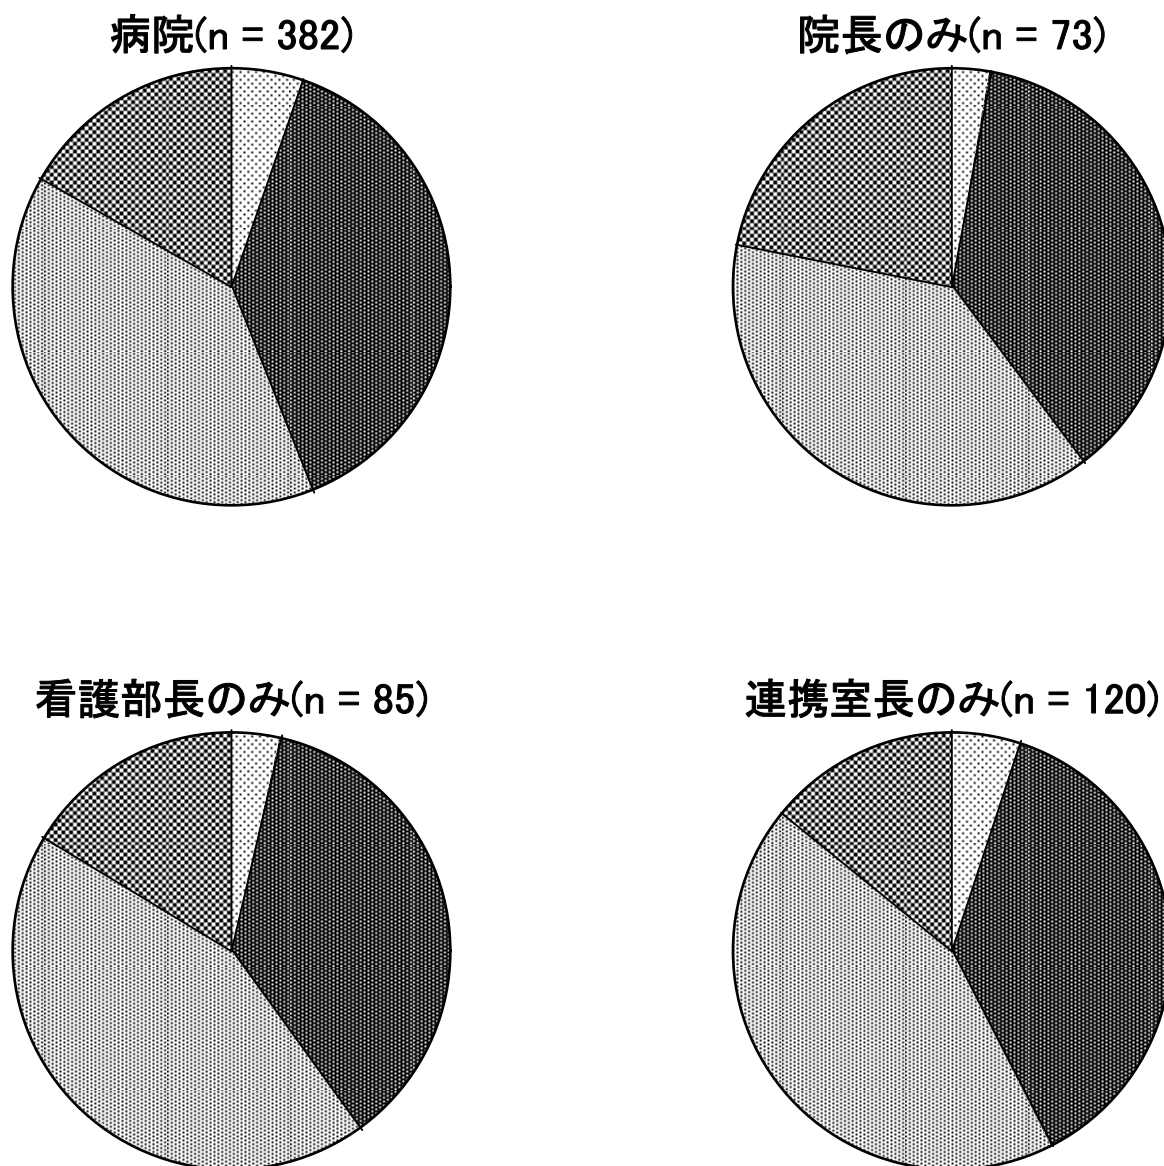 病院(n = 382)
院長のみ(n = 73)
看護部長のみ(n = 85)
連携室長のみ(n = 120)